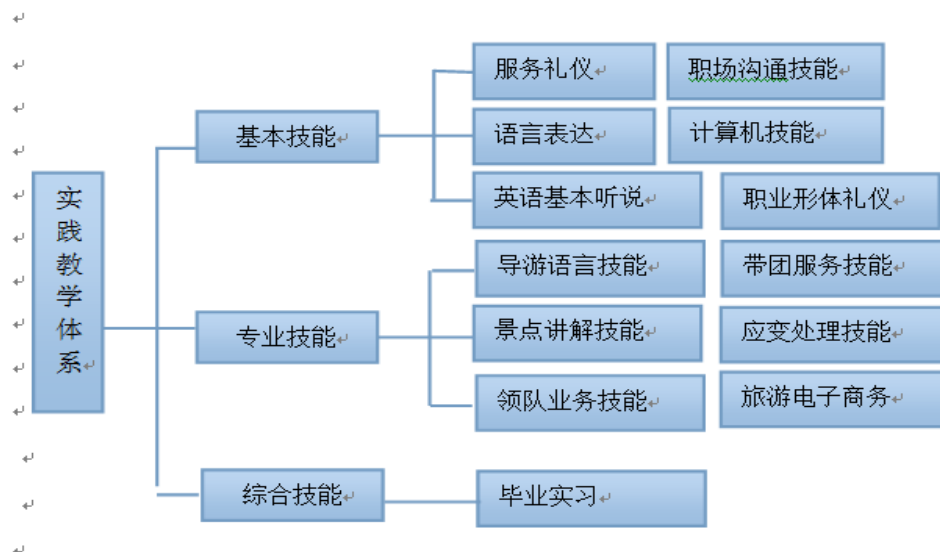 服务礼仪 职场沟通技能
基本技能
语言表达 计算机技能
实践教学体系
英语基本听说 职业形体礼仪
导游语言技能 带团服务技能
专业技能
景点讲解技能 应变处理技能
领队业务技能 旅游电子商务
综合技能
毕业实习